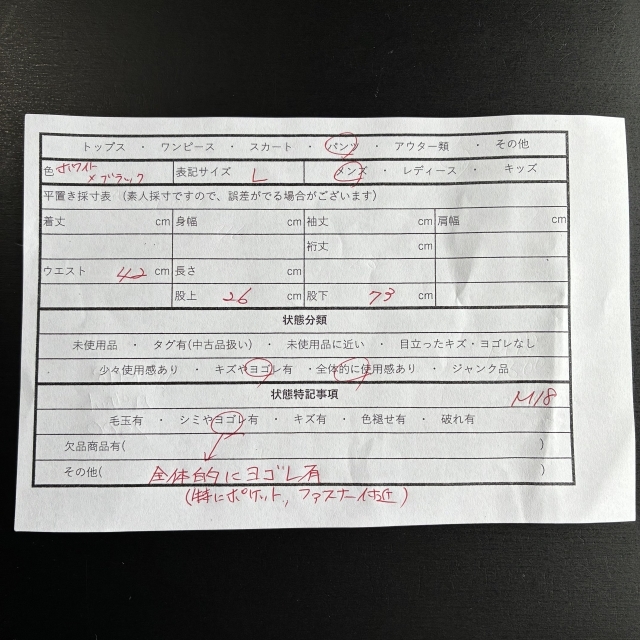 トップス ・ ワンピース ・ スカート ・ パンツ ・ アウター類 ・ その他
色 ホワイト×ブラック 表記サイズ L メンズ ・ レディース ・ キッズ
平置き採寸表 （素人採寸ですので、誤差がでる場合がございます）
着丈 cm 身幅 cm 袖丈 cm 肩幅 cm
裄丈 cm
ウエスト 42 cm 長さ cm
股上 26 cm 股下 73 cm
状態分類
未使用品 ・ タグ有(中古品扱い) ・ 未使用品に近い ・ 目立ったキズ・ヨゴレなし
少々使用感あり ・ キズやヨゴレ有 ・全体的に使用感あり ・ ジャンク品
状態特記事項
M18
毛玉有 ・ シミやヨゴレ有 ・ キズ有 ・ 色褪せ有 ・ 破れ有
欠品商品有( )
その他( 全体的にヨゴレ有 )
(特にポケット、ファスナー付近)